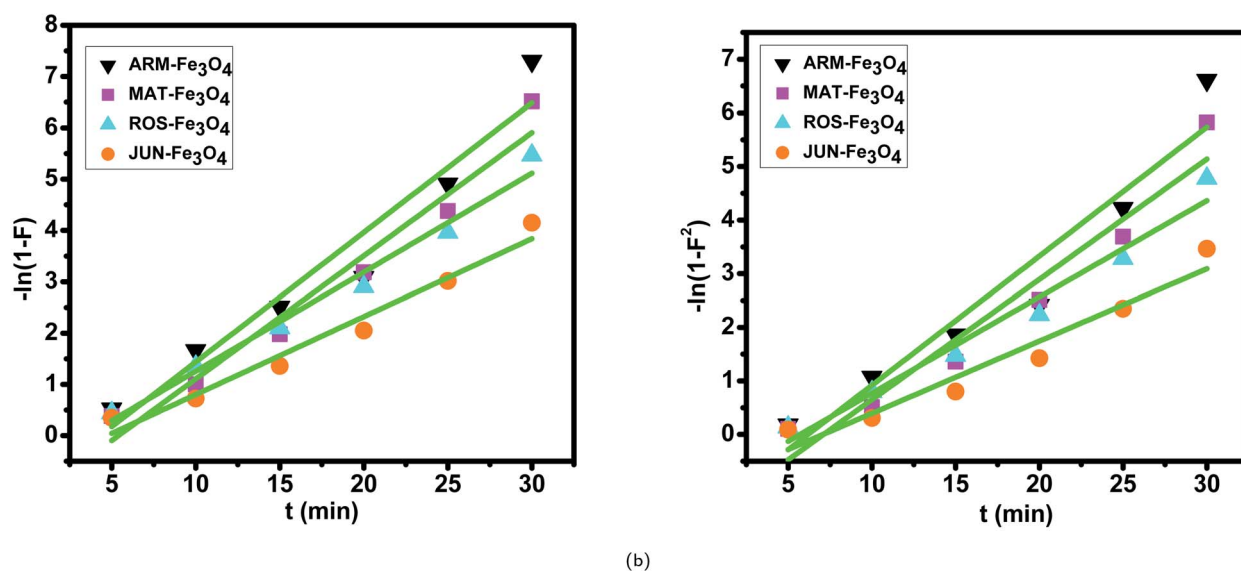 8
7
6
5
4
3
2
1
0
-ln(1-F)
ARM-Fe₃O₄
MAT-Fe₃O₄
ROS-Fe₃O₄
JUN-Fe₃O₄
5 10 15 20 25 30
t (min)
7
6
5
4
3
2
1
0
-ln(1-F²)
ARM-Fe₃O₄
MAT-Fe₃O₄
ROS-Fe₃O₄
JUN-Fe₃O₄
5 10 15 20 25 30
t (min)
(b)